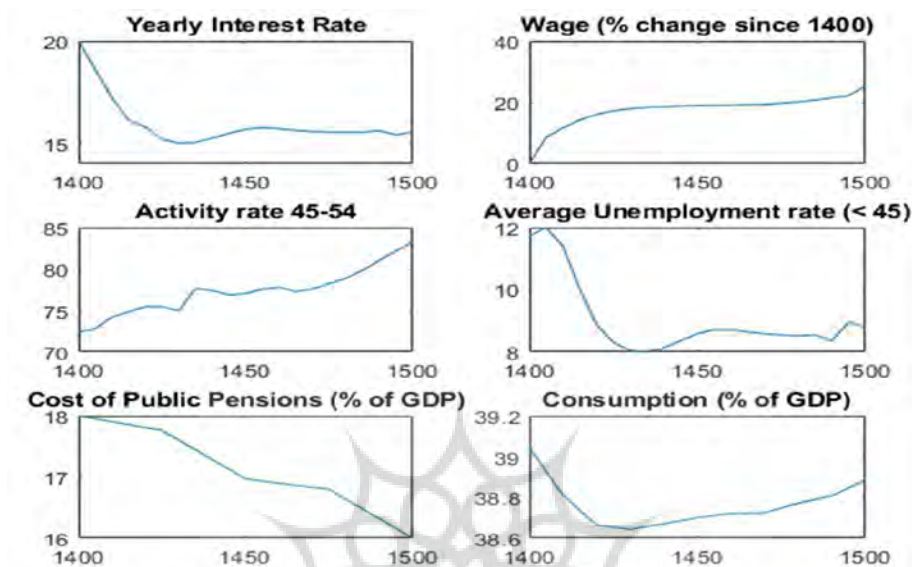 Yearly Interest Rate
20
15
1400 1450 1500
Wage (% change since 1400)
40
20
0
1400 1450 1500
Activity rate 45-54
85
80
75
70
1400 1450 1500
Average Unemployment rate (< 45)
12
10
8
1400 1450 1500
Cost of Public Pensions (% of GDP)
18
17
16
1400 1450 1500
Consumption (% of GDP)
39.2
39
38.8
38.6
1400 1450 1500